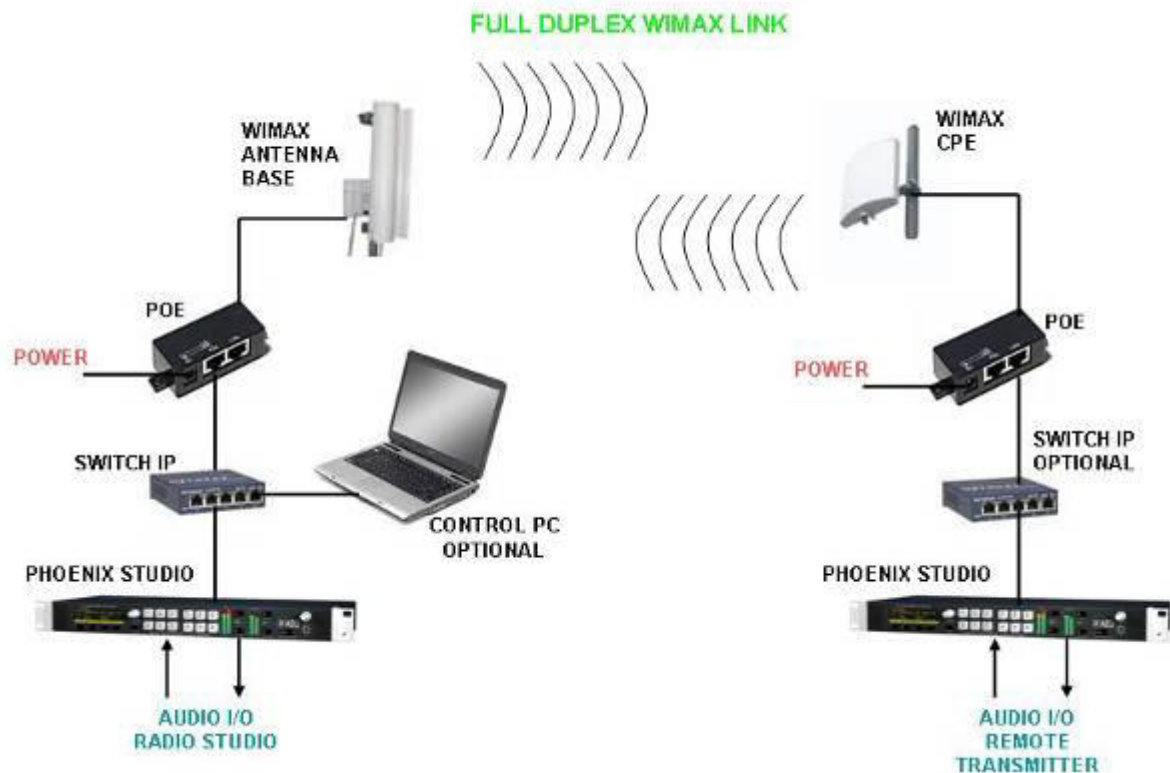 FULL DUPLEX WIMAX LINK
WIMAX
ANTENNA
BASE
WIMAX
CPE
POE
POWER
POE
POWER
SWITCH IP
CONTROL PC
OPTIONAL
SWITCH IP
OPTIONAL
PHOENIX STUDIO
PHOENIX STUDIO
AUDIO I/O
RADIO STUDIO
AUDIO I/O
REMOTE
TRANSMITTER